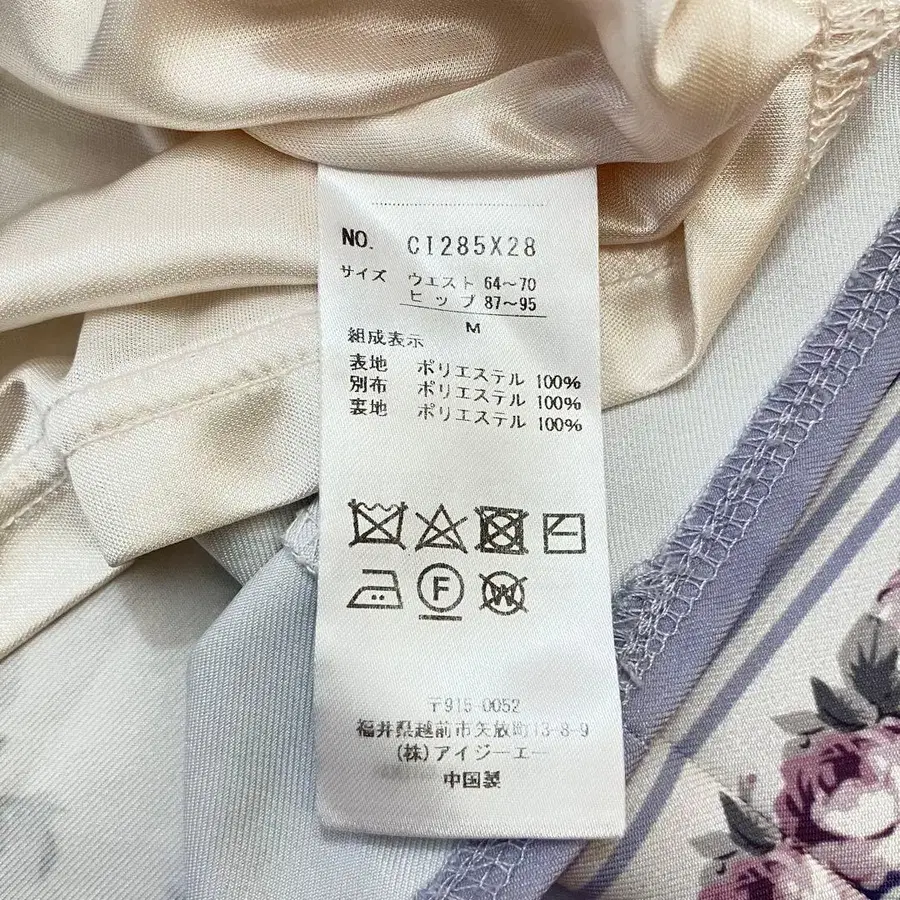 NO. CI285X28
サイズ ウエスト 64〜70
ヒップ 87〜95
M
組成表示
表地 ポリエステル 100%
別布 ポリエステル 100%
裏地 ポリエステル 100%
F
W
〒915-0052
福井県越前市矢放町13-8-9
(株)アイジーエー
中国製